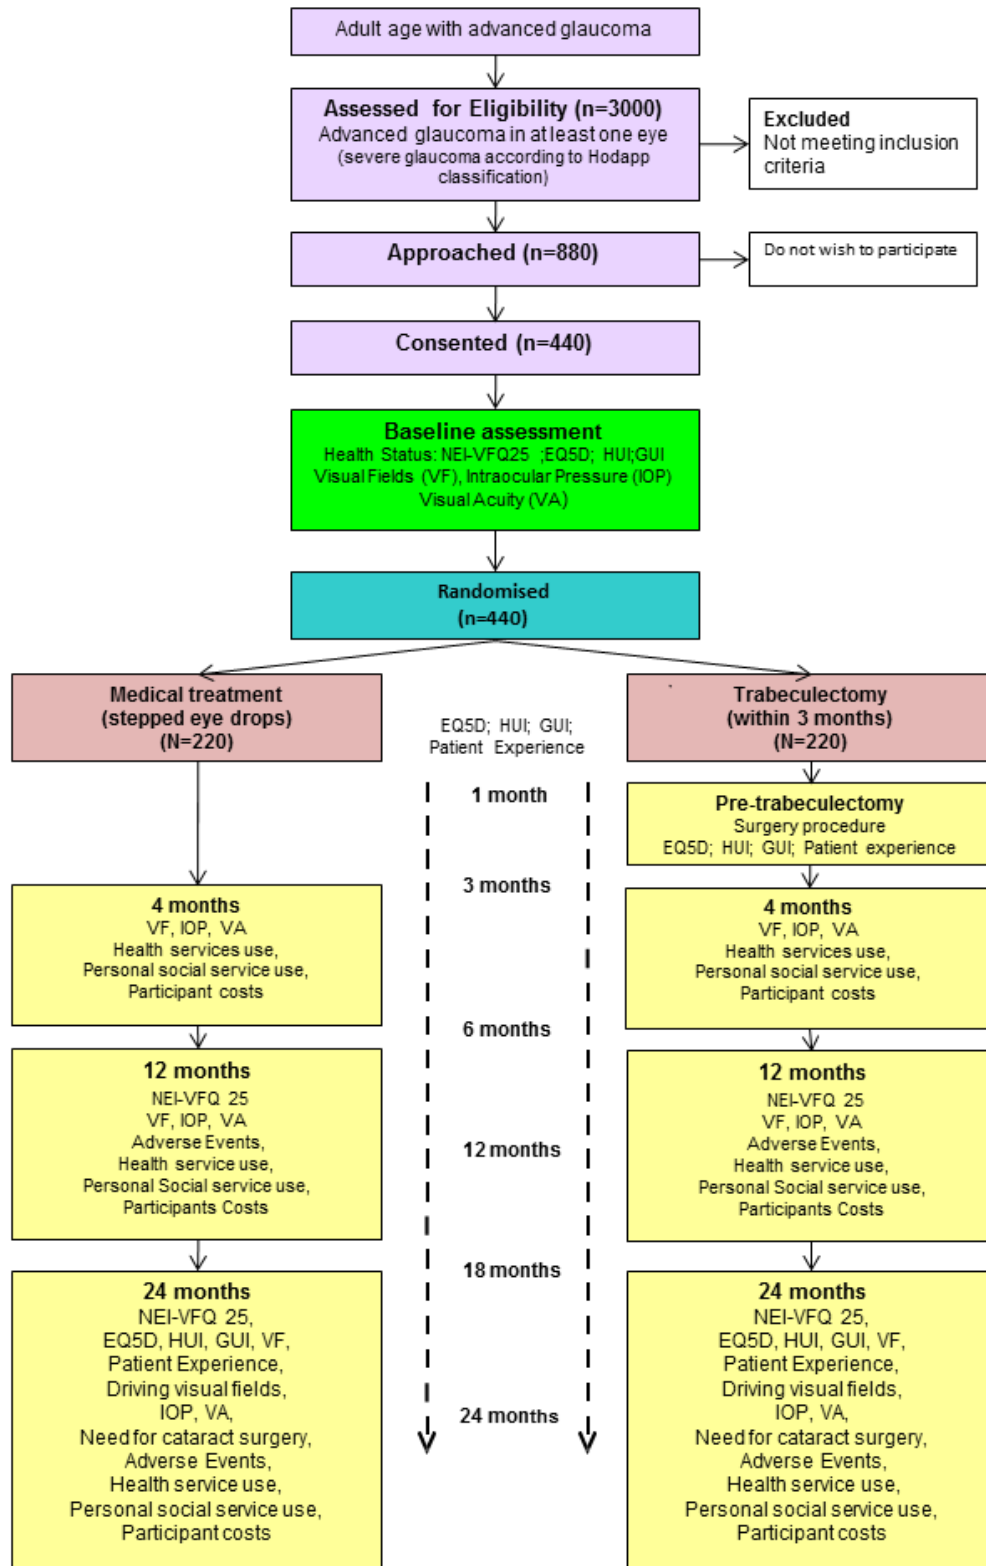 Adult age with advanced glaucoma
Assessed for Eligibility (n=3000)
Advanced glaucoma in at least one eye
(severe glaucoma according to Hodapp
classification)
Excluded
Not meeting inclusion
criteria
Approached (n=880)
Do not wish to participate
Consented (n=440)
Baseline assessment
Health Status: NEI-VFQ25 ;EQ5D; HUI;GUI
Visual Fields (VF), Intraocular Pressure (IOP)
Visual Acuity (VA)
Randomised
(n=440)
Medical treatment
(stepped eye drops)
(N=220)
EQ5D; HUI; GUI;
Patient Experience
Trabeculectomy
(within 3 months)
(N=220)
1 month
3 months
6 months
12 months
18 months
24 months
Pre-trabeculectomy
Surgery procedure
EQ5D; HUI; GUI; Patient experience
4 months
VF, IOP, VA
Health services use,
Personal social service use,
Participant costs
4 months
VF, IOP, VA
Health services use,
Personal social service use,
Participant costs
12 months
NEI-VFQ 25
VF, IOP, VA
Adverse Events,
Health service use,
Personal Social service use,
Participants Costs
12 months
NEI-VFQ 25
VF, IOP, VA
Adverse Events,
Health service use,
Personal Social service use,
Participants Costs
24 months
NEI-VFQ 25,
EQ5D, HUI, GUI, VF,
Patient Experience,
Driving visual fields,
IOP, VA,
Need for cataract surgery,
Adverse Events,
Health service use,
Personal social service use,
Participant costs
24 months
NEI-VFQ 25,
EQ5D, HUI, GUI, VF,
Patient Experience,
Driving visual fields,
IOP, VA,
Need for cataract surgery,
Adverse Events,
Health service use,
Personal social service use,
Participant costs